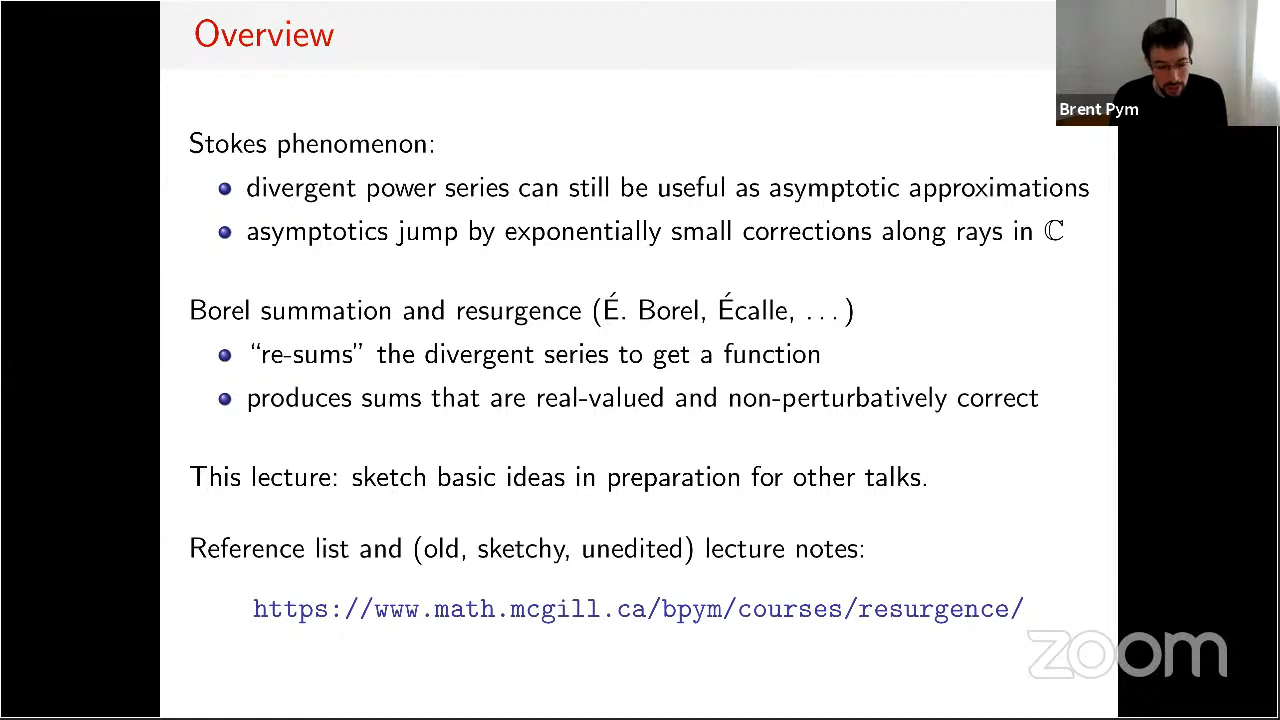 Overview
Brent Pym
Stokes phenomenon:
divergent power series can still be useful as asymptotic approximations
asymptotics jump by exponentially small corrections along rays in ℂ
Borel summation and resurgence (É. Borel, Écalle, . . . )
“re-sums” the divergent series to get a function
produces sums that are real-valued and non-perturbatively correct
This lecture: sketch basic ideas in preparation for other talks.
Reference list and (old, sketchy, unedited) lecture notes:
https://www.math.mcgill.ca/bpym/courses/resurgence/
zoom